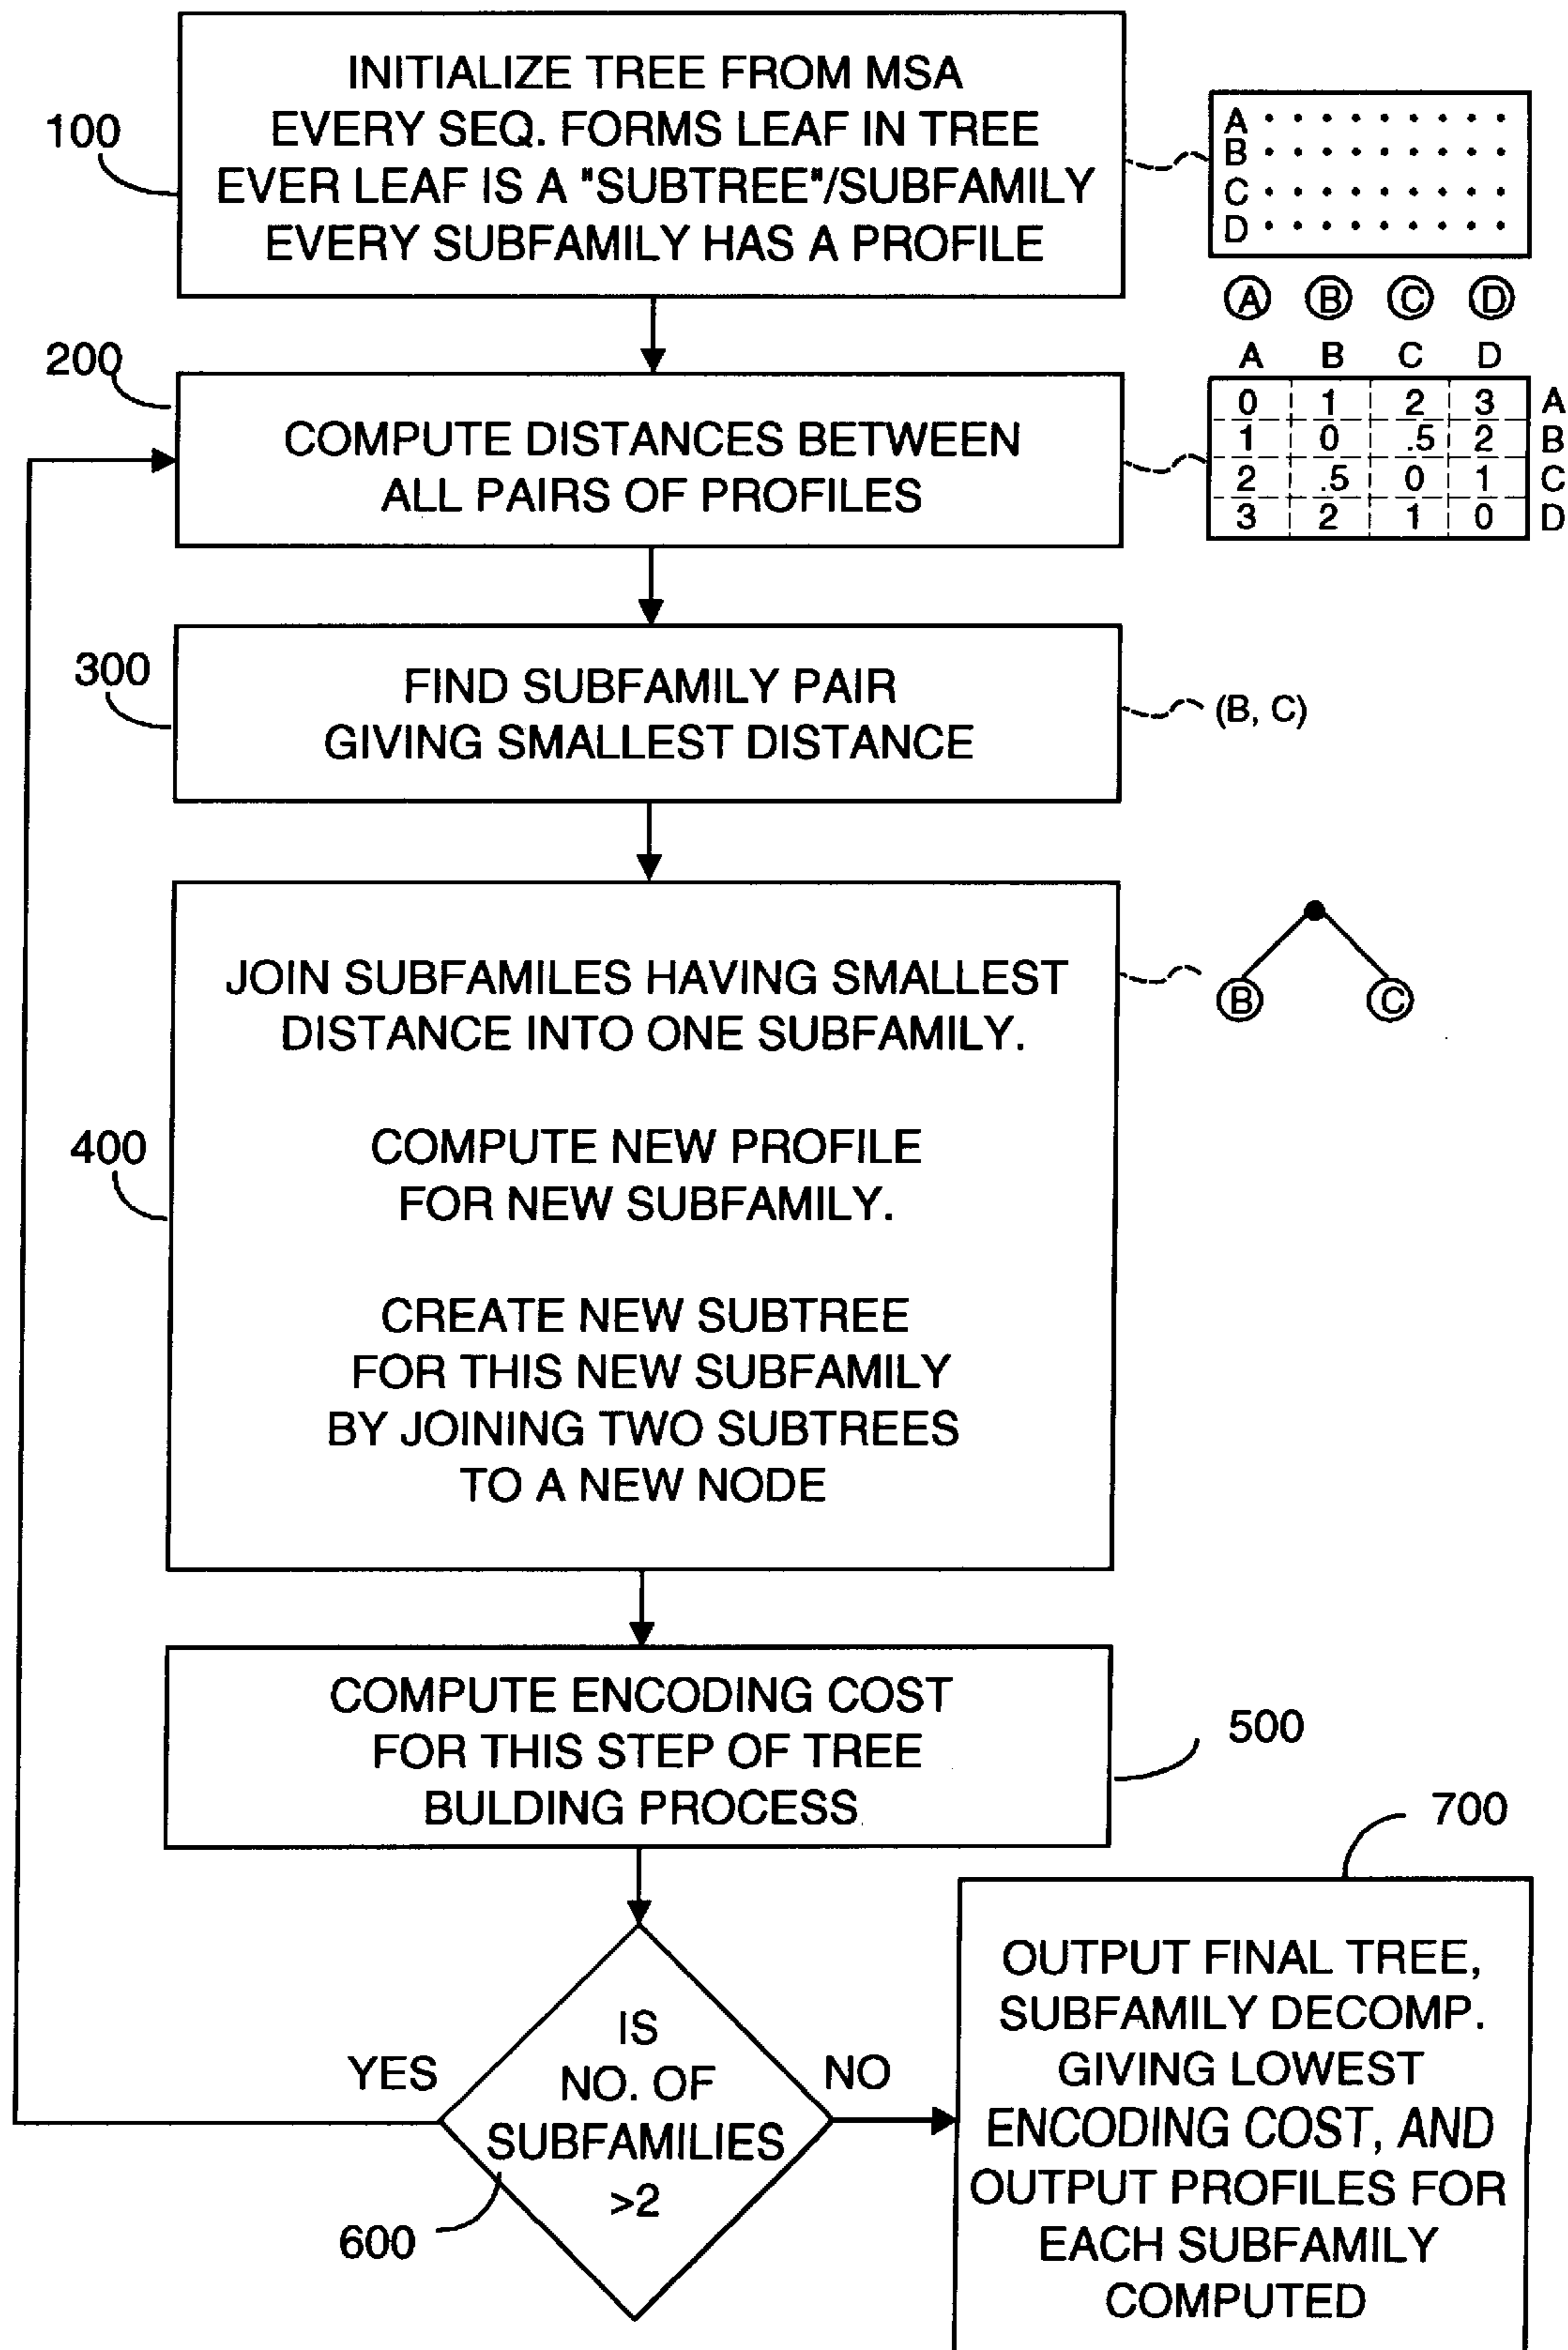 INITIALIZE TREE FROM MSA
EVERY SEQ. FORMS LEAF IN TREE
EVER LEAF IS A "SUBTREE"/SUBFAMILY
EVERY SUBFAMILY HAS A PROFILE
100
A
B
C
D
A B C D
200
COMPUTE DISTANCES BETWEEN
ALL PAIRS OF PROFILES
A B C D
0 1 2 3 A
1 0 .5 2 B
2 .5 0 1 C
3 2 1 0 D
300
FIND SUBFAMILY PAIR
GIVING SMALLEST DISTANCE
(B, C)
400
JOIN SUBFAMILES HAVING SMALLEST
DISTANCE INTO ONE SUBFAMILY.
COMPUTE NEW PROFILE
FOR NEW SUBFAMILY.
CREATE NEW SUBTREE
FOR THIS NEW SUBFAMILY
BY JOINING TWO SUBTREES
TO A NEW NODE
B C
COMPUTE ENCODING COST
FOR THIS STEP OF TREE
BULDING PROCESS
500
IS
NO. OF
SUBFAMILIES
>2
YES
NO
600
700
OUTPUT FINAL TREE,
SUBFAMILY DECOMP.
GIVING LOWEST
ENCODING COST, AND
OUTPUT PROFILES FOR
EACH SUBFAMILY
COMPUTED